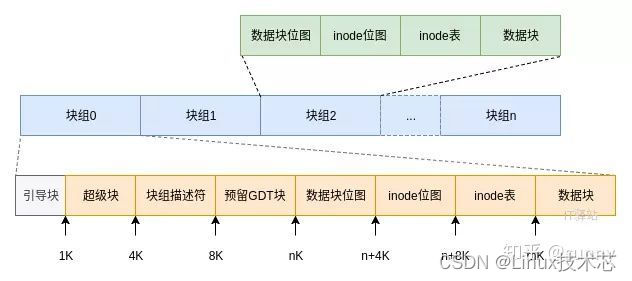 数据块位图 inode位图 inode表 数据块
块组0 块组1 块组2 ... 块组n
引导块 超级块 块组描述符 预留GDT块 数据块位图 inode位图 inode表 数据块
IT驿站
1K 4K 8K nK n+4K n+8K mK
CSDN @Linux技术芯